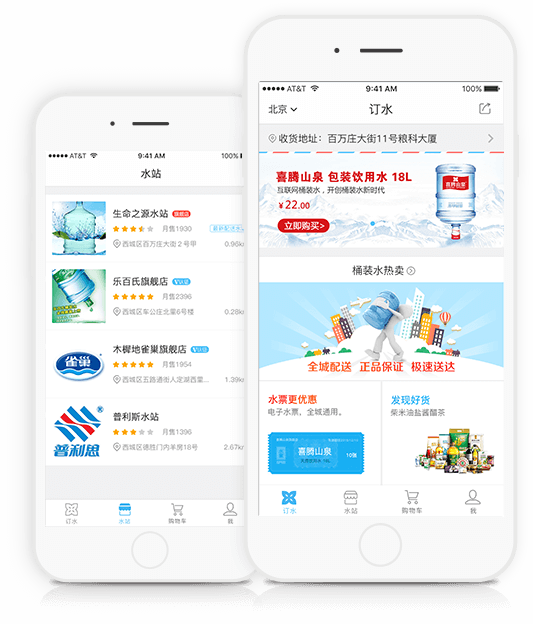 AT&T 9:41 AM 100%
水站
生命之源水站 旗舰店
月售1930
西城区百万庄大街2号甲 0.96k
乐百氏旗舰店 V认证
月售2396
西城区车公庄北里6号楼 0.28k
雀巢
木樨地雀巢旗舰店 V认证
月售1954
西城区五路通街人定湖西里... 1.39k
普利思
普利斯水站
月售1396
西城区德胜门内羊房18号 2.67k
订水 水站 购物车 我
AT&T 9:41 AM 100%
北京 订水
收货地址：百万庄大街11号粮科大厦
喜腾山泉 包装饮用水 18L
互联网桶装水，开创桶装水新时代
¥22.00
立即购买>
喜腾山泉
桶装水热卖
全城配送 正品保证 极速送达
水票更优惠
电子水票，全城通用。
喜腾山泉
10张
发现好货
柴米油盐酱醋茶
订水 水站 购物车 我